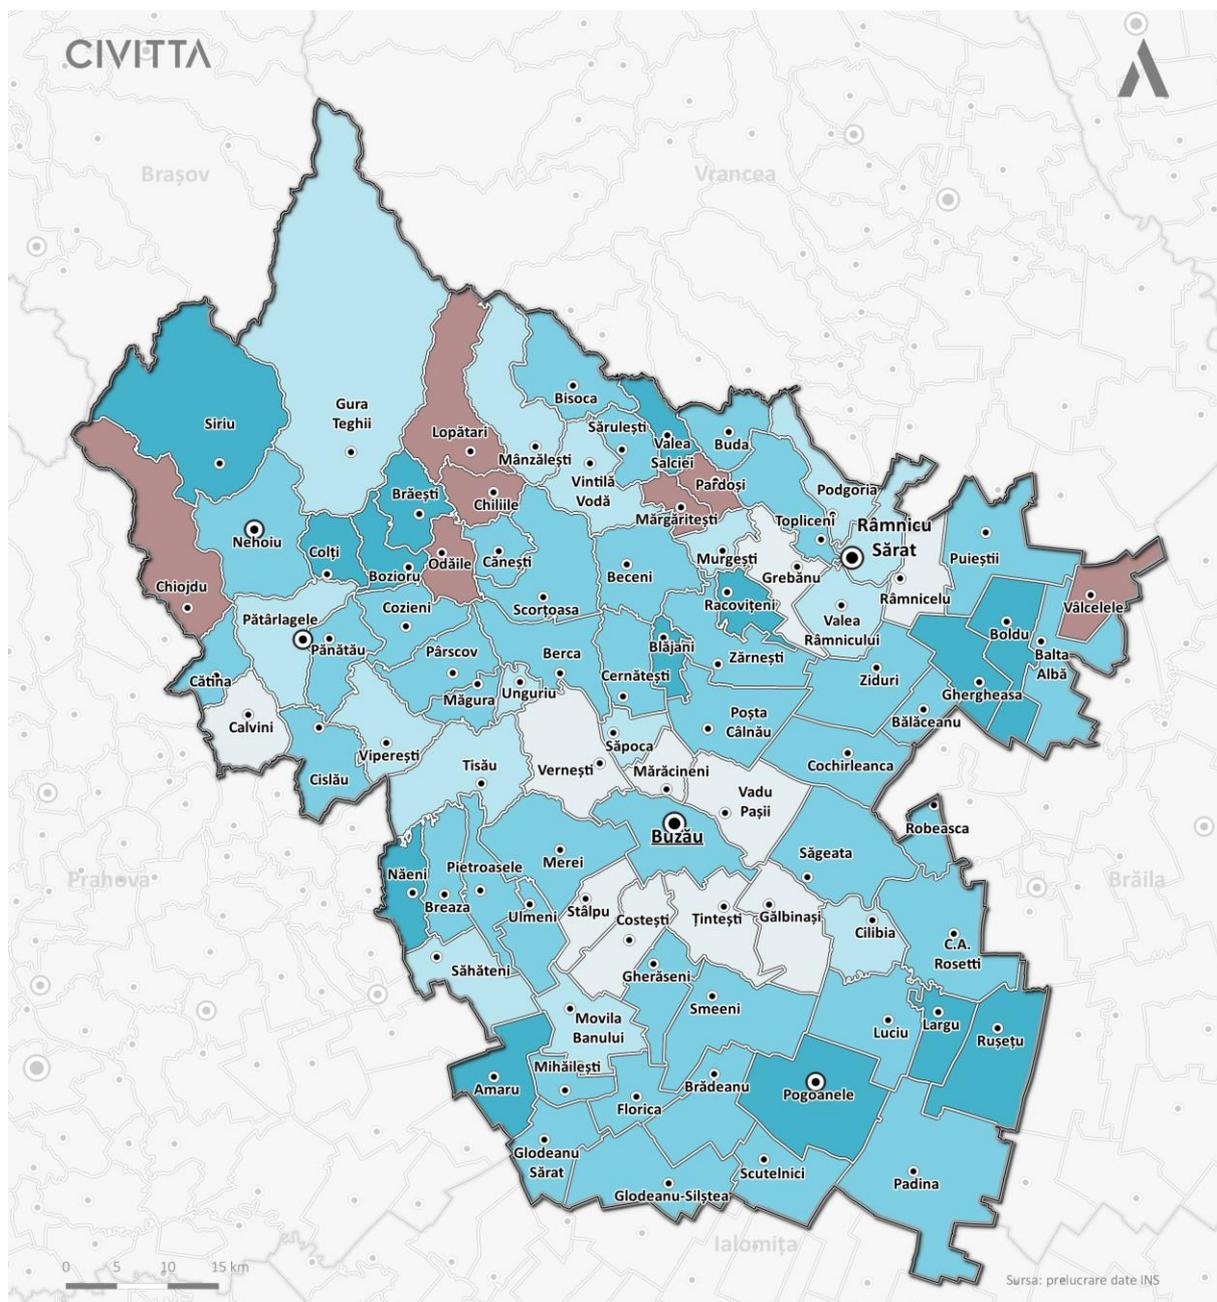 CIVITTA
Brașov
Vrancea
Siriu
Gura
Teghii
Lopătari
Bisoca
Mânzălești
Sărulești
Valea
Salciei
Buda
Vintilă
Vodă
Brăești
Chiliile
Pardoși
Mărgăritești
Podgoria
Topliceni
Râmnicu
Sărat
Nehoiu
Colți
Bozioru
Odăile
Cănești
Beceni
Murgești
Grebănu
Râmnicelu
Puieștii
Vâlcelele
Chiojdu
Pătârlagele
Pănătău
Cozieni
Scorțoasa
Racovițeni
Valea
Râmnicului
Boldu
Balta
Albă
Cătina
Pârscov
Berca
Blăjani
Zărnești
Ziduri
Ghergheasa
Măgura
Unguriu
Cernătești
Calvini
Poșta
Câlnău
Bălăceanu
Viperești
Săpoca
Cislău
Tisău
Vernești
Mărăcineni
Cochirleanca
Vadu
Pașii
Buzău
Robeasca
Prahova
Năeni
Pietroasele
Merei
Săgeata
Brăila
Breaza
Ulmeni
Stâlpu
Costești
Țintești
Gălbinași
Cilibia
C.A.
Rosetti
Săhăteni
Gherăseni
Smeeni
Movila
Banului
Luciu
Largu
Rușețu
Mihăilești
Amaru
Brădeanu
Pogoanele
Florica
Glodeanu
Sărat
Scutelnici
Padina
Glodeanu-Siliștea
Ialomița
0 5 10 15 km
Sursa: prelucrare date INS